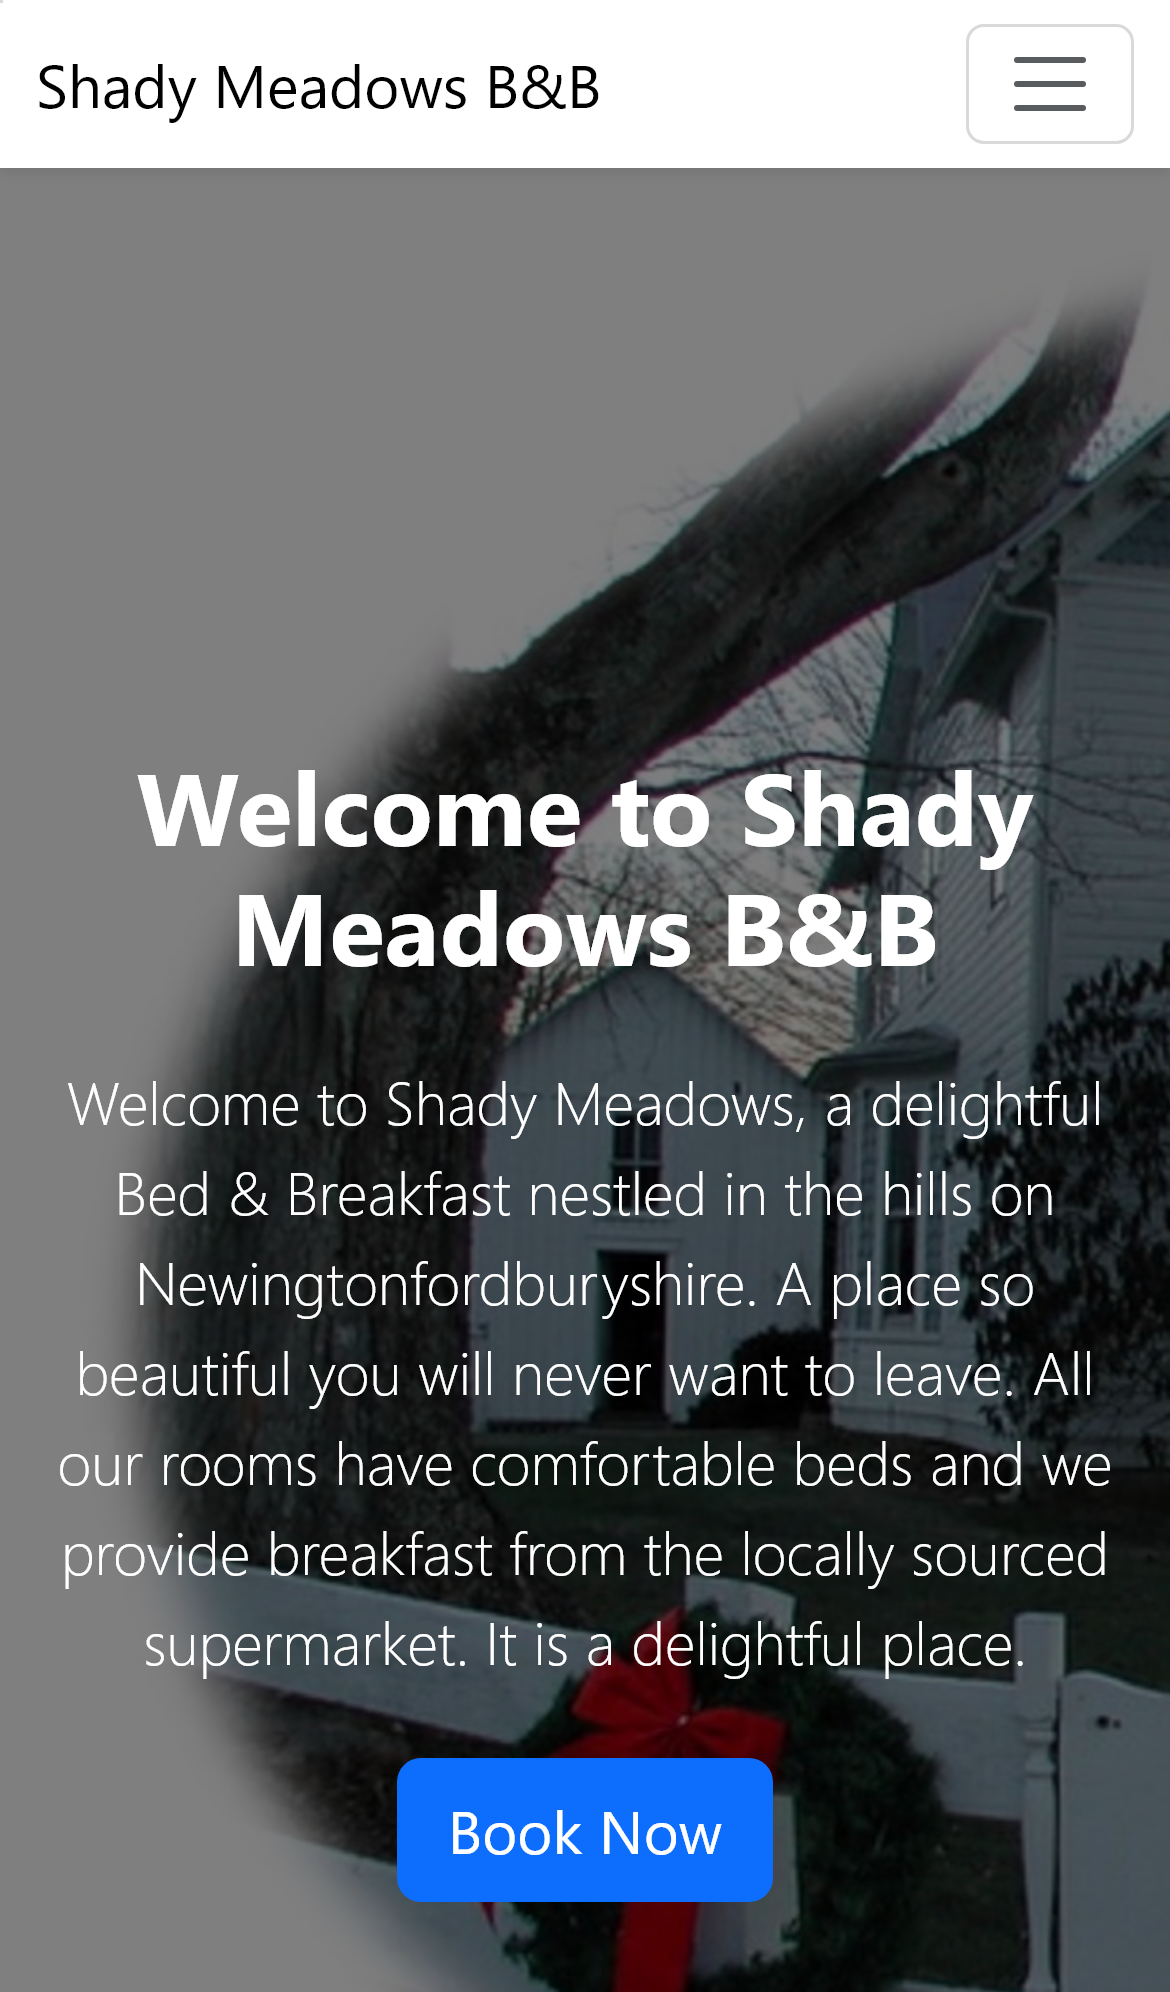 Shady Meadows B&B
Welcome to Shady
Meadows B&B
Welcome to Shady Meadows, a delightful
Bed & Breakfast nestled in the hills on
Newingtonfordburyshire. A place so
beautiful you will never want to leave. All
our rooms have comfortable beds and we
provide breakfast from the locally sourced
supermarket. It is a delightful place.
Book Now